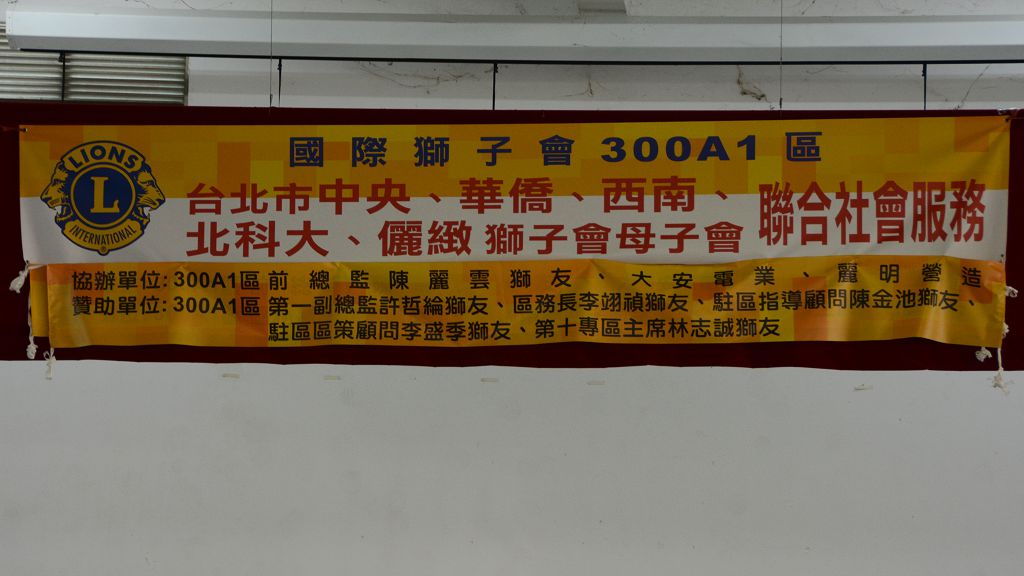 LIONS
L
INTERNATIONAL
國際獅子會300A1區
台北市中央、華僑、西南、
北科大、儷緻獅子會母子會
聯合社會服務
協辦單位:300A1區前總監陳麗雲獅友、大安電業、麗明營造
贊助單位:300A1區第一副總監許哲綸獅友、區務長李翊禎獅友、駐區指導顧問陳金池獅友、
駐區區策顧問李盛季獅友、第十專區主席林志誠獅友